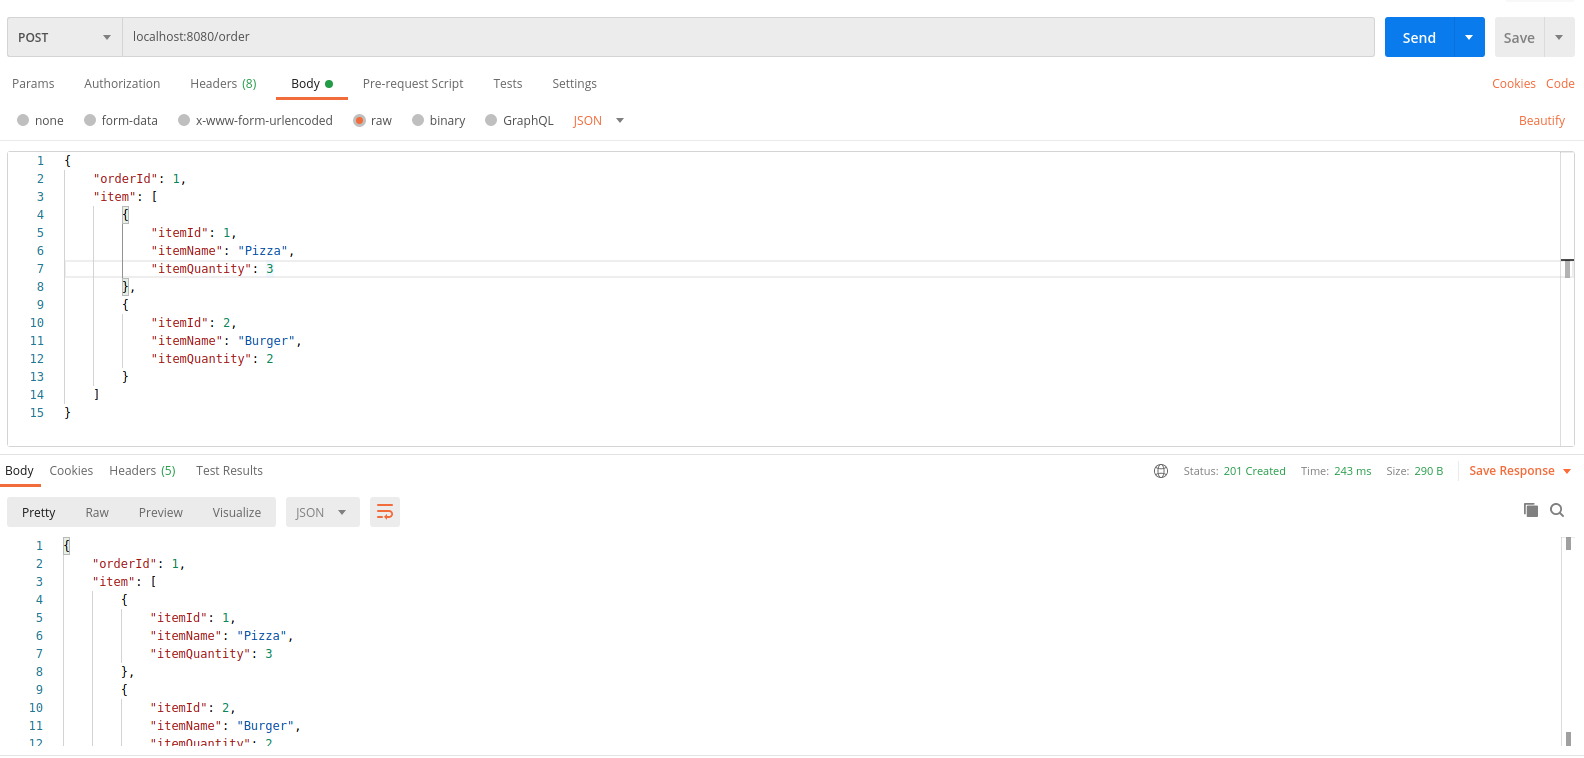 POST localhost:8080/order Send Save
Params Authorization Headers (8) Body Pre-request Script Tests Settings Cookies Code
none form-data x-www-form-urlencoded raw binary GraphQL JSON Beautify
1 {
2 "orderId": 1,
3 "item": [
4 {
5 "itemId": 1,
6 "itemName": "Pizza",
7 "itemQuantity": 3
8 },
9 {
10 "itemId": 2,
11 "itemName": "Burger",
12 "itemQuantity": 2
13 }
14 ]
15 }
Body Cookies Headers (5) Test Results Status: 201 Created Time: 243 ms Size: 290 B Save Response
Pretty Raw Preview Visualize JSON
1 {
2 "orderId": 1,
3 "item": [
4 {
5 "itemId": 1,
6 "itemName": "Pizza",
7 "itemQuantity": 3
8 },
9 {
10 "itemId": 2,
11 "itemName": "Burger",
12 "itemQuantity": 2